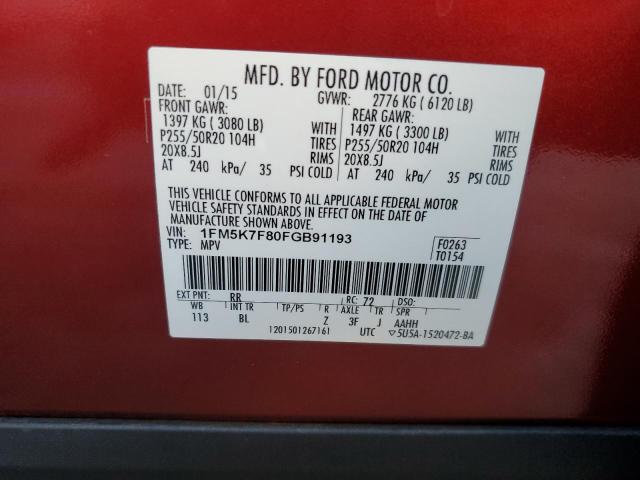 MFD. BY FORD MOTOR CO.
DATE: 01/15 GVWR: 2776 KG ( 6120 LB)
FRONT GAWR: REAR GAWR:
1397 KG ( 3080 LB) WITH 1497 KG ( 3300 LB) WITH
P255/50R20 104H TIRES P255/50R20 104H TIRES
20X8.5J RIMS 20X8.5J RIMS
AT 240 kPa/ 35 PSI COLD AT 240 kPa/ 35 PSI COLD
THIS VEHICLE CONFORMS TO ALL APPLICABLE FEDERAL MOTOR
VEHICLE SAFETY STANDARDS IN EFFECT ON THE DATE OF
MANUFACTURE SHOWN ABOVE.
VIN: 1FM5K7F80FGB91193 F0263
TYPE: MPV T0154
EXT PNT: RR RC: 72 DSO:
WB INT TR TP/PS R AXLE TR SPR
113 BL Z 3F J AAHH
1201501267161 UTC ▽5U5A-1520472-BA